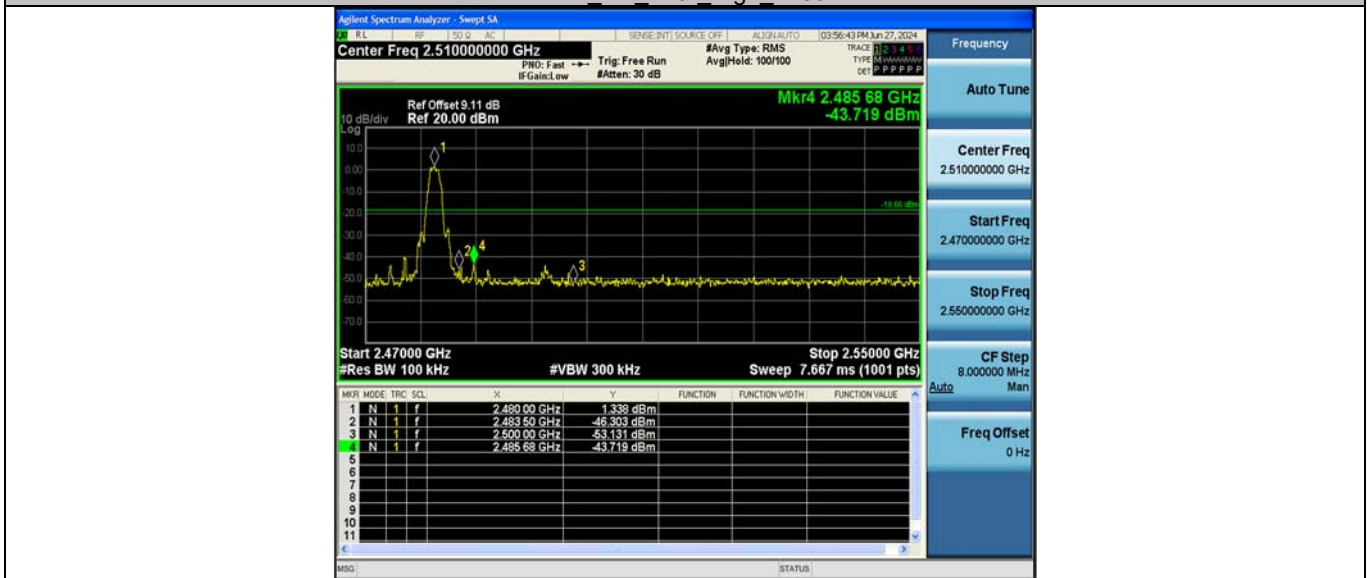 Agilent Spectrum Analyzer - Swept SA
RL RF 50 Ω AC SENSE:INT SOURCE OFF ALIGN AUTO 03:56:43 PM Jun 27, 2024
Center Freq 2.510000000 GHz
PNO: Fast
IFGain:Low
Trig: Free Run
#Atten: 30 dB
#Avg Type: RMS
Avg|Hold: 100/100
TRACE 1 2 3 4 5 6
TYPE M
DET P P P P P P
Ref Offset 9.11 dB
10 dB/div Ref 20.00 dBm
Log
Mkr4 2.485 68 GHz
-43.719 dBm
10.0
0.00
-10.0
-20.0
-30.0
-40.0
-50.0
-60.0
-70.0
1
2
4
3
-18.66 dBm
Start 2.47000 GHz Stop 2.55000 GHz
#Res BW 100 kHz #VBW 300 kHz Sweep 7.667 ms (1001 pts)
MKR MODE TRC SCL X Y FUNCTION FUNCTION WIDTH FUNCTION VALUE
1 N 1 f 2.480 00 GHz 1.338 dBm
2 N 1 f 2.483 50 GHz -46.303 dBm
3 N 1 f 2.500 00 GHz -53.131 dBm
4 N 1 f 2.485 68 GHz -43.719 dBm
5
6
7
8
9
10
11
MSG STATUS
Frequency
Auto Tune
Center Freq
2.510000000 GHz
Start Freq
2.470000000 GHz
Stop Freq
2.550000000 GHz
CF Step
8.000000 MHz
Auto Man
Freq Offset
0 Hz